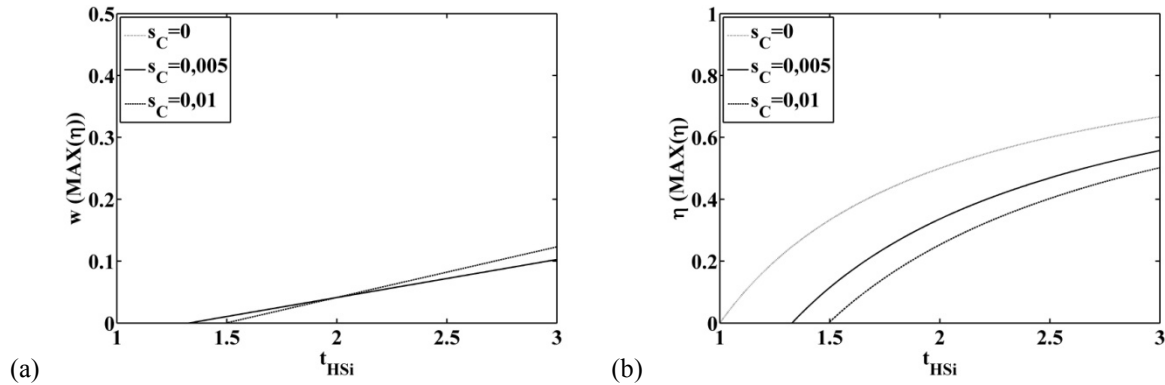 0.5
0.4
0.3
0.2
0.1
0
w (MAX(η))
s_C=0
s_C=0,005
s_C=0,01
1
1.5
2
2.5
3
t_HSi
(a)
1
0.8
0.6
0.4
0.2
0
η (MAX(η)
s_C=0
s_C=0,005
s_C=0,01
1
1.5
2
2.5
3
t_HSi
(b)